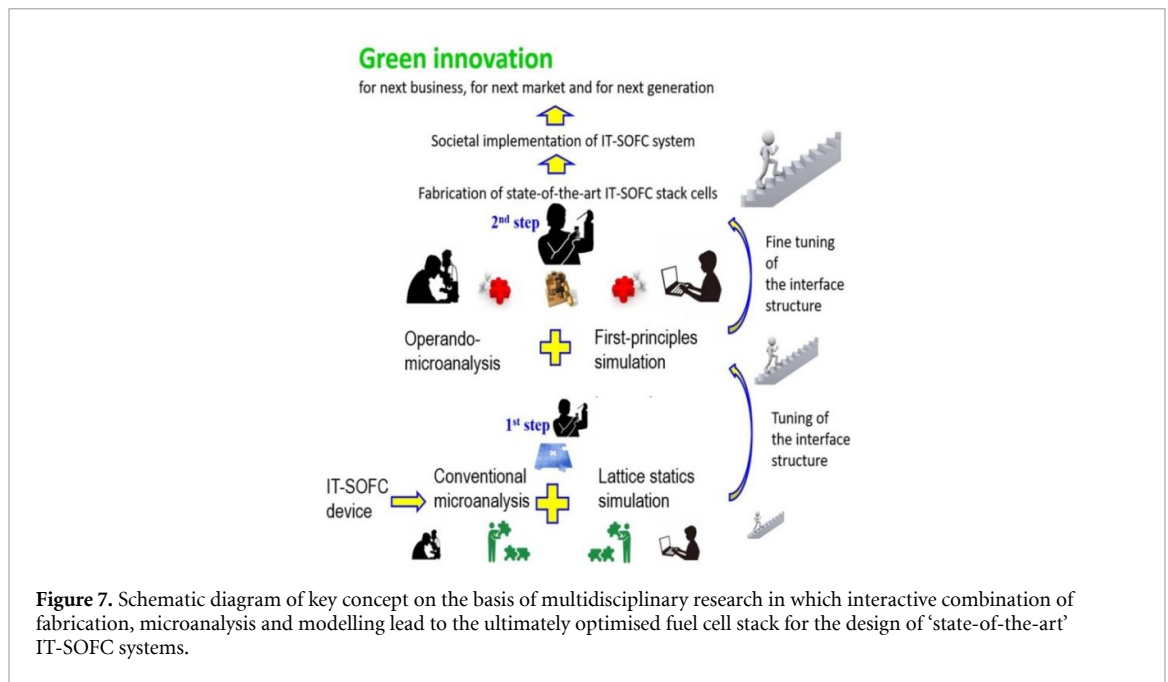 Green innovation
for next business, for next market and for next generation
Societal implementation of IT-SOFC system
Fabrication of state-of-the-art IT-SOFC stack cells
2nd step
Fine tuning
of
the interface
structure
Operando-
microanalysis
First-principles
simulation
1st step
Tuning of
the interface
structure
IT-SOFC
device
Conventional
microanalysis
Lattice statics
simulation
Figure 7. Schematic diagram of key concept on the basis of multidisciplinary research in which interactive combination of
fabrication, microanalysis and modelling lead to the ultimately optimised fuel cell stack for the design of ‘state-of-the-art’
IT-SOFC systems.